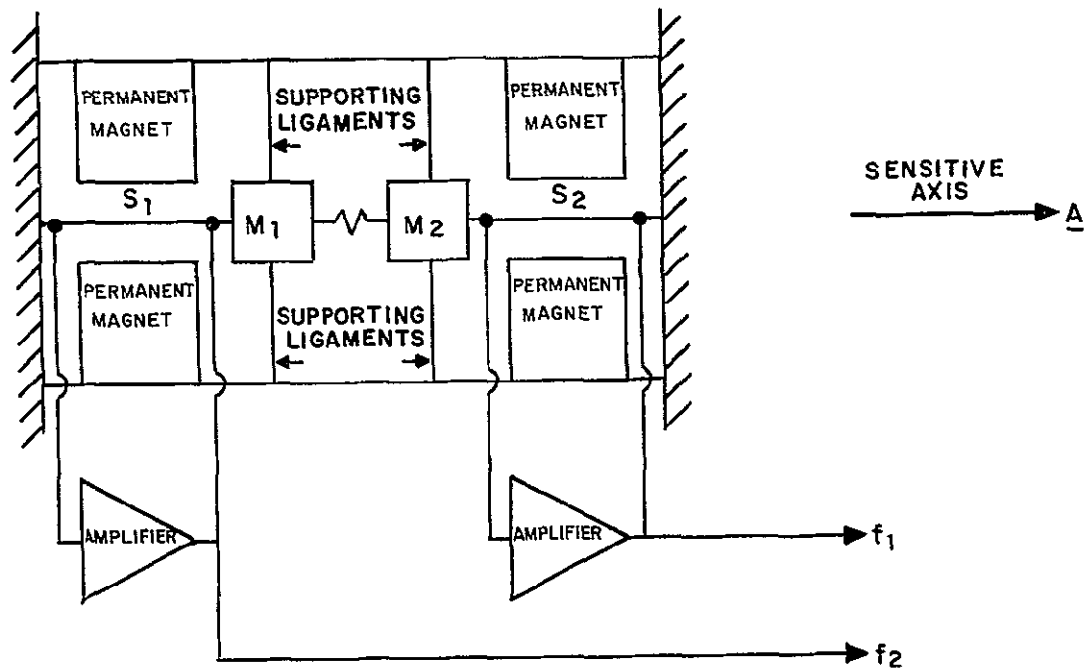 PERMANENT
MAGNET
SUPPORTING
LIGAMENTS
PERMANENT
MAGNET
SENSITIVE
AXIS
A
S1
M1
M2
S2
PERMANENT
MAGNET
SUPPORTING
LIGAMENTS
PERMANENT
MAGNET
AMPLIFIER
AMPLIFIER
f1
f2